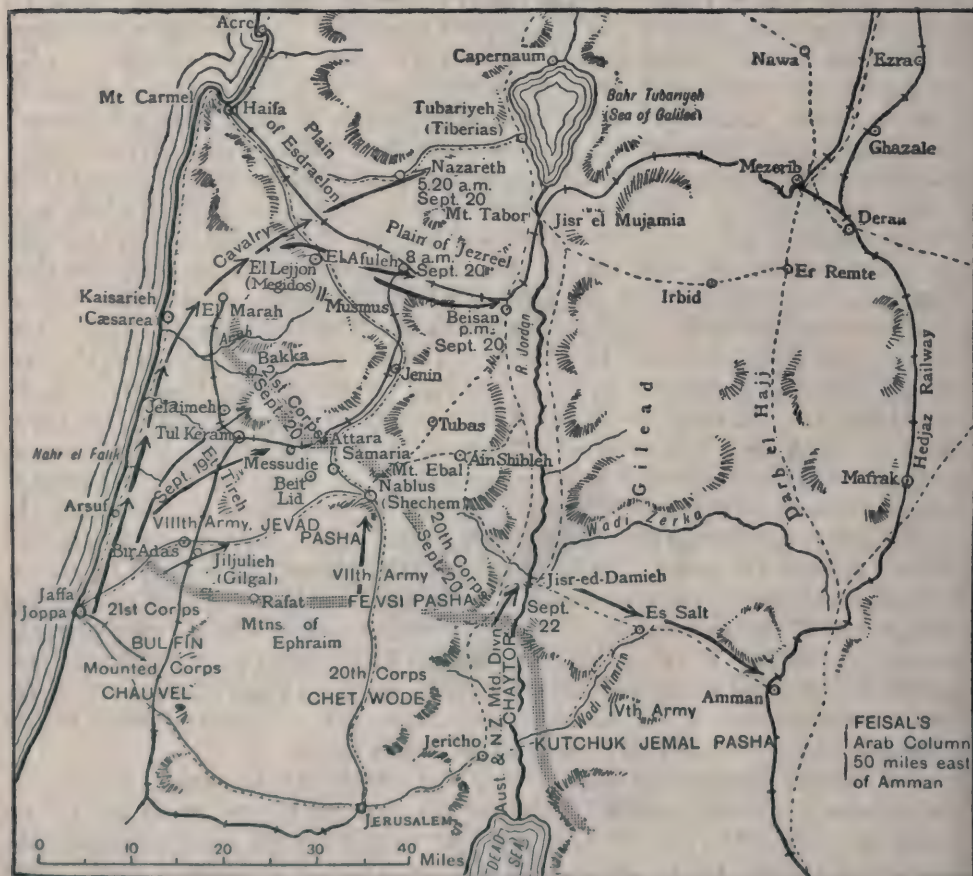 Acre
Capernaum
Nawa
Ezra
Mt. Carmel
Haifa
Tubariyeh
(Tiberias)
Bahr Tubariyeh
(Sea of Galilee)
Plain
of Esdraelon
Ghazale
Mezerib
Nazareth
5.20 a.m.
Sept. 20
Mt. Tabor
Jisr el Mujamia
Deraa
Cavalry
Plain of Jezreel
El Afuleh
8 a.m.
Sept. 20
El Lejjon
(Megidos)
Er Remte
Irbid
Kaisarieh
(Cæsarea)
El Marah
Musmus
Beisan
p.m.
Sept. 20
R. Jordan
Arah
Bakka
Jenin
21st Corps
Sept. 20
Jelaimeh
Tubas
Gilead
Darb el Hajj
Hedjaz Railway
Tul Keram
Attara
Samaria
Nahr el Falik
Messudie
Mt. Ebal
Ain Shibleh
Sept. 19
Et
Tireh
Beit
Lid
Nablus
(Shechem)
Mafrak
Arsuf
VIIIth Army.
JEVAD
PASHA
20th Corps
Sept. 20
Wadi Zerka
Bir Adas
Jiljulieh
(Gilgal)
VIIth Army
FEVSI PASHA
Jisr-ed-Damieh
Jaffa
Joppa
21st Corps
Rafat
Sept.
22
Es Salt
BULFIN
Mtns. of
Ephraim
Mounted Corps
CHAUVEL
20th Corps
CHETWODE
Aust. & N.Z. Mtd. Divn
CHAYTOR
Wadi Nimrin
IVth Army
Amman
Jericho
KUTCHUK JEMAL PASHA
FEISAL'S
Arab Column
50 miles east
of Amman
JERUSALEM
DEAD
SEA
0 10 20 30 40 Miles